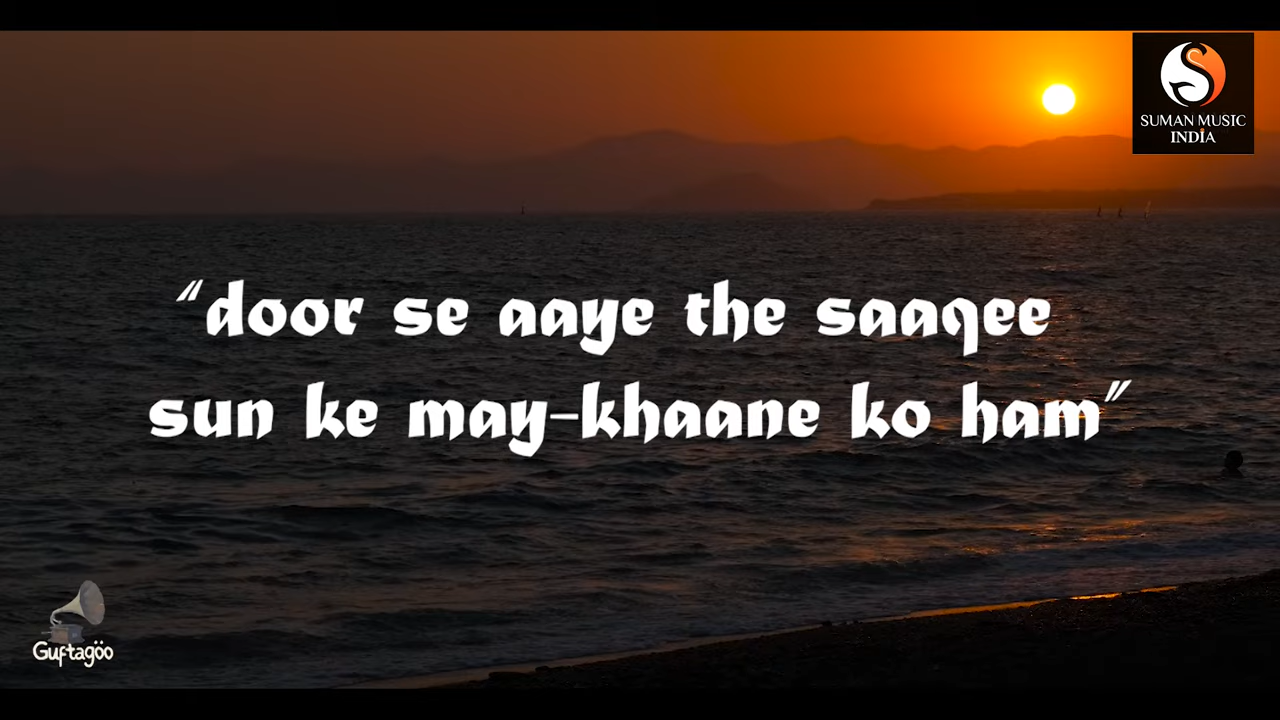 SUMAN MUSIC
INDIA
"door se aaye the saaqee
sun ke may-khaane ko ham"
Guftagöo